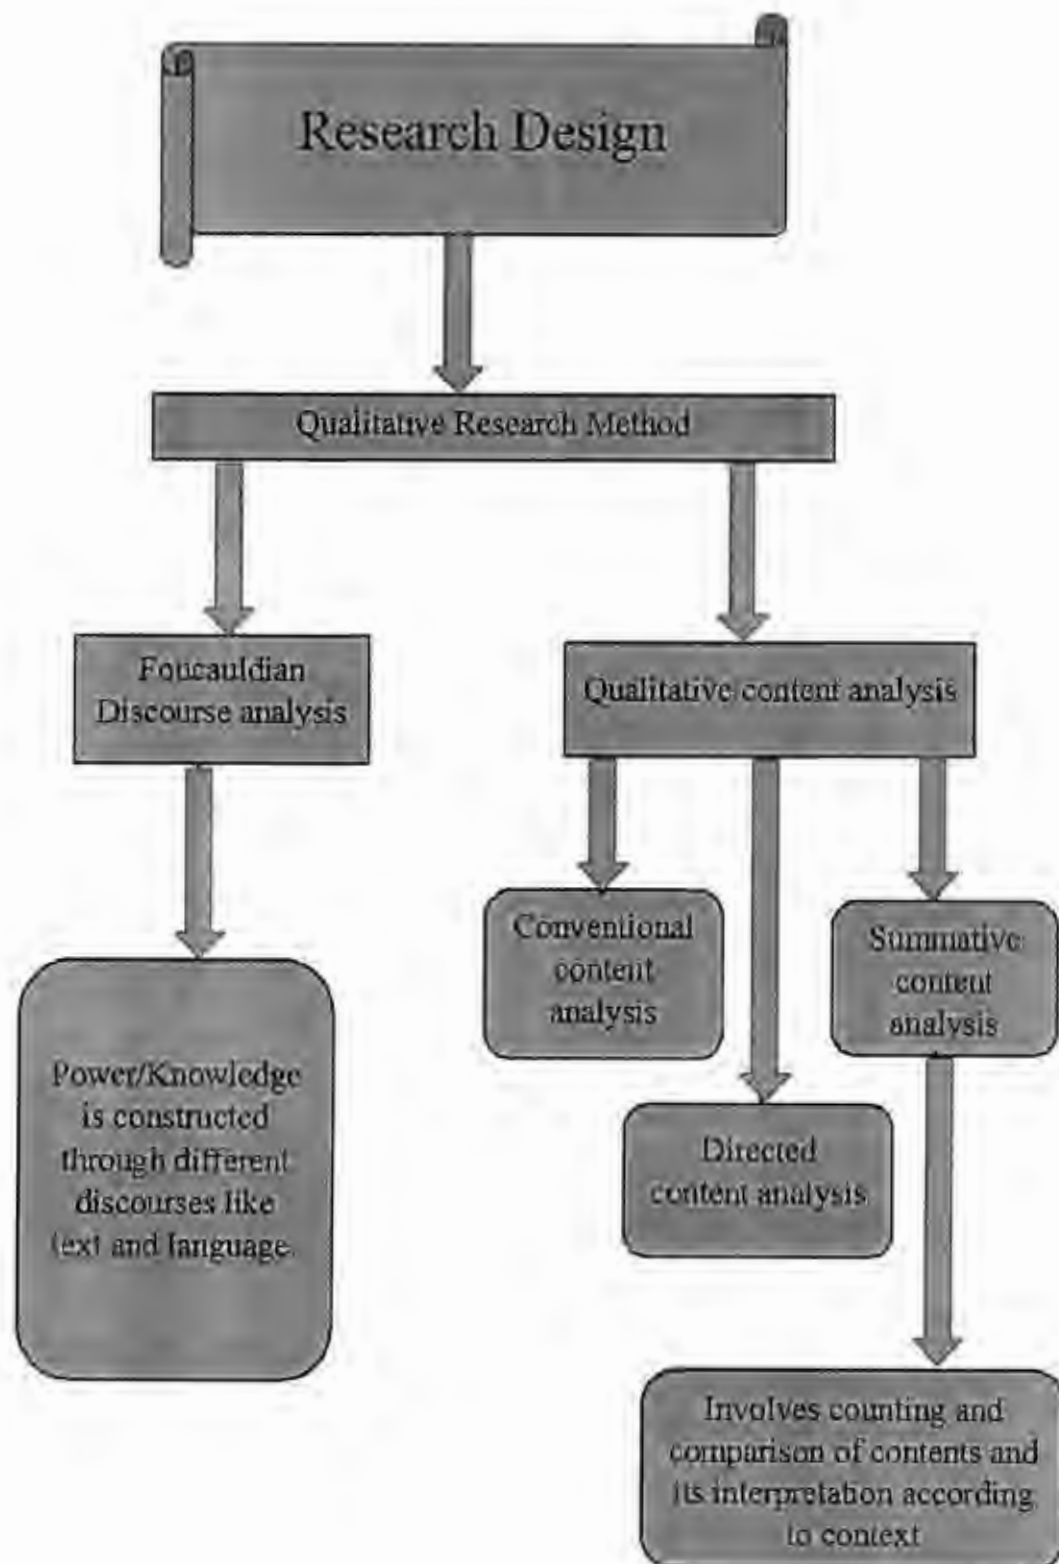 Research Design
Qualitative Research Method
Foucauldian
Discourse analysis
Qualitative content analysis
Conventional
content
analysis
Summative
content
analysis
Power/Knowledge
is constructed
through different
discourses like
text and language.
Directed
content analysis
Involves counting and
comparison of contents and
its interpretation according
to context